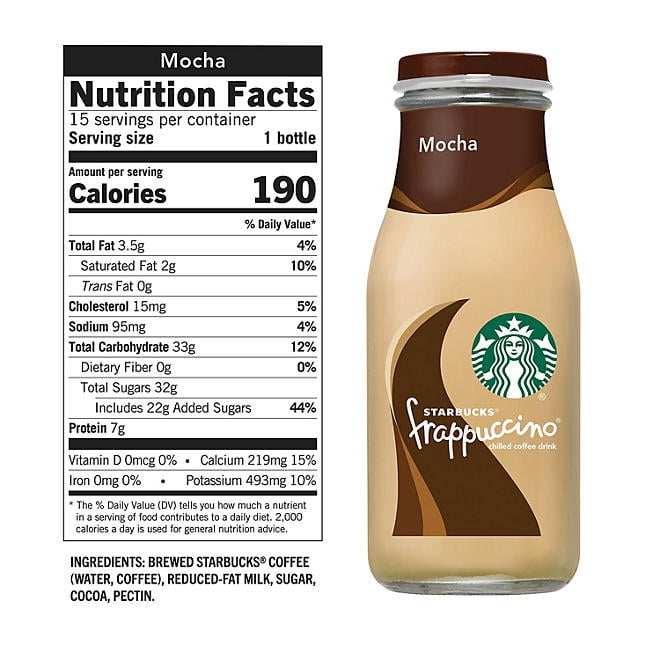 Mocha
Nutrition Facts
15 servings per container
Serving size 1 bottle
Amount per serving
Calories 190
% Daily Value*
Total Fat 3.5g 4%
Saturated Fat 2g 10%
Trans Fat 0g
Cholesterol 15mg 5%
Sodium 95mg 4%
Total Carbohydrate 33g 12%
Dietary Fiber 0g 0%
Total Sugars 32g
Includes 22g Added Sugars 44%
Protein 7g
Vitamin D 0mcg 0% • Calcium 219mg 15%
Iron 0mg 0% • Potassium 493mg 10%
* The % Daily Value (DV) tells you how much a nutrient
in a serving of food contributes to a daily diet. 2,000
calories a day is used for general nutrition advice.
INGREDIENTS: BREWED STARBUCKS® COFFEE
(WATER, COFFEE), REDUCED-FAT MILK, SUGAR,
COCOA, PECTIN.
Mocha
®
STARBUCKS®
frappuccino®
chilled coffee drink